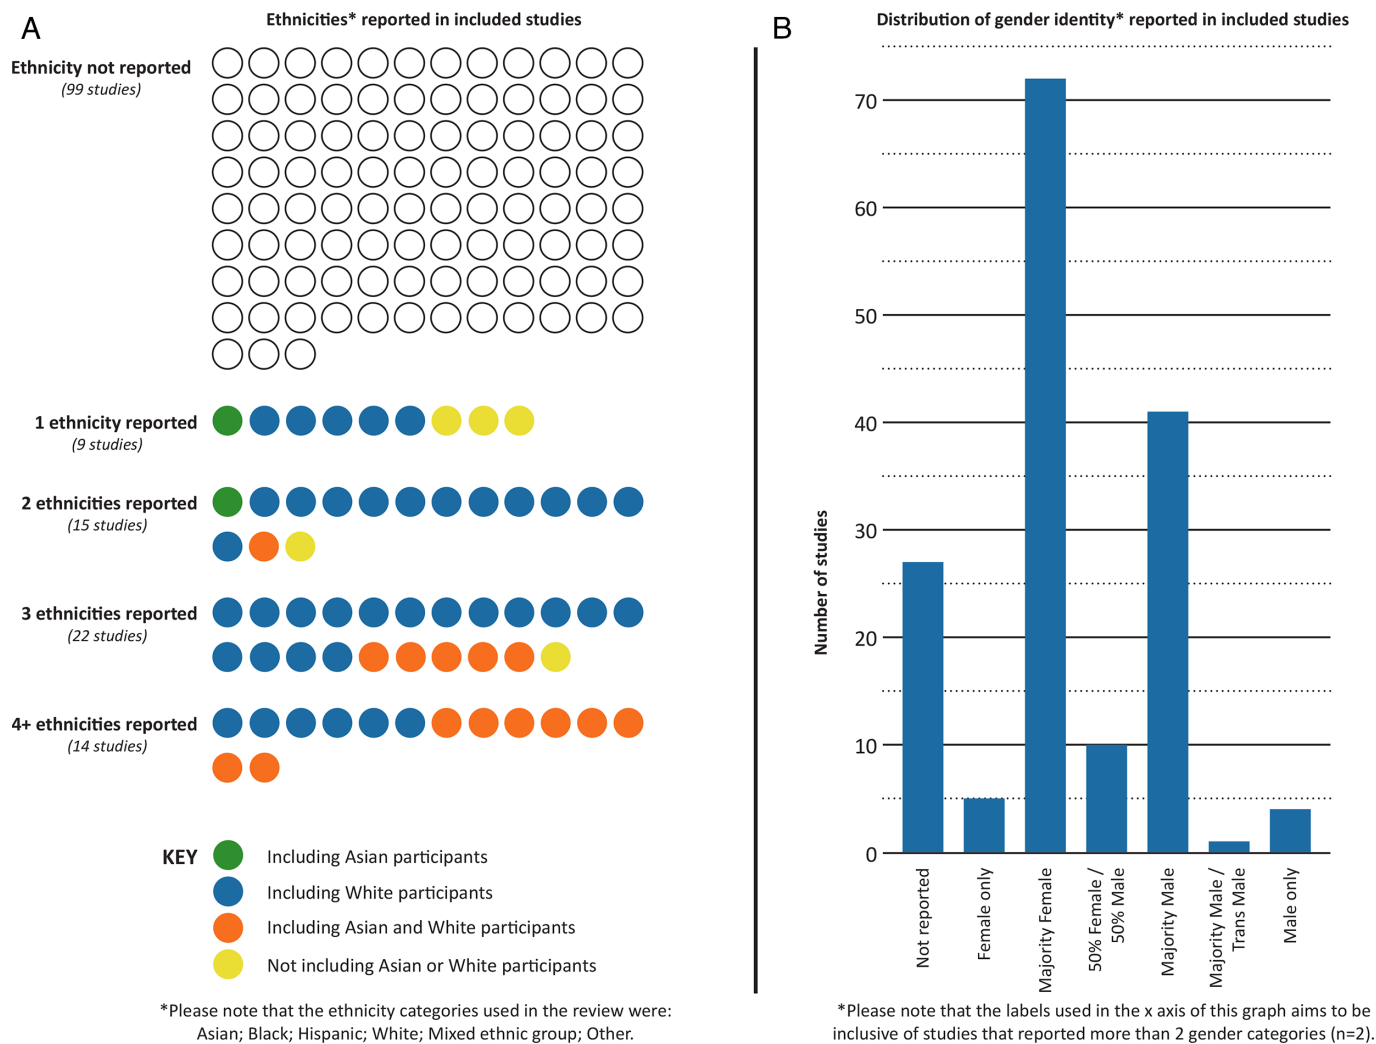 A
Ethnicities* reported in included studies
Ethnicity not reported
(99 studies)
1 ethnicity reported
(9 studies)
2 ethnicities reported
(15 studies)
3 ethnicities reported
(22 studies)
4+ ethnicities reported
(14 studies)
KEY
Including Asian participants
Including White participants
Including Asian and White participants
Not including Asian or White participants
*Please note that the ethnicity categories used in the review were:
Asian; Black; Hispanic; White; Mixed ethnic group; Other.
B
Distribution of gender identity* reported in included studies
Number of studies
70
60
50
40
30
20
10
0
Not reported
Female only
Majority Female
50% Female /
50% Male
Majority Male
Majority Male /
Trans Male
Male only
*Please note that the labels used in the x axis of this graph aims to be
inclusive of studies that reported more than 2 gender categories (n=2).